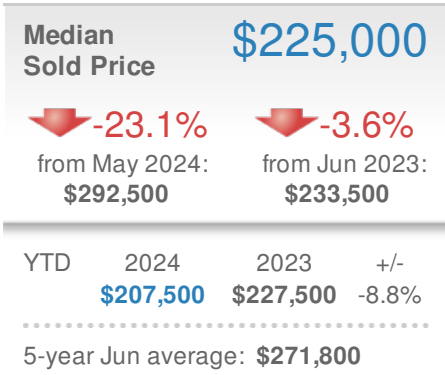 Median $225,000
Sold Price
-23.1% -3.6%
from May 2024: from Jun 2023:
$292,500 $233,500
YTD 2024 2023 +/-
$207,500 $227,500 -8.8%
5-year Jun average: $271,800